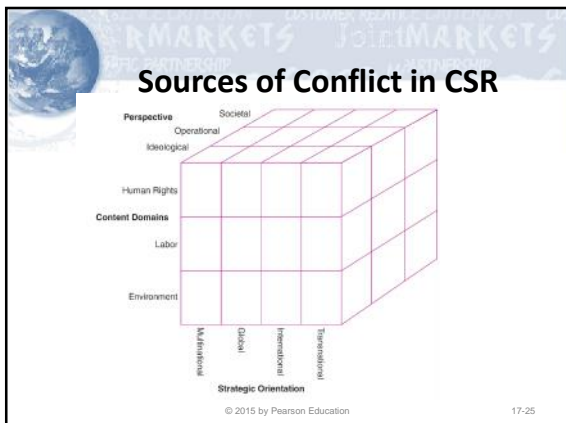 Sources of Conflict in CSR
Perspective
Societal
Operational
Ideological
Human Rights
Content Domains
Labor
Environment
Multinational
Global
International
Transnational
Strategic Orientation
© 2015 by Pearson Education
17-25